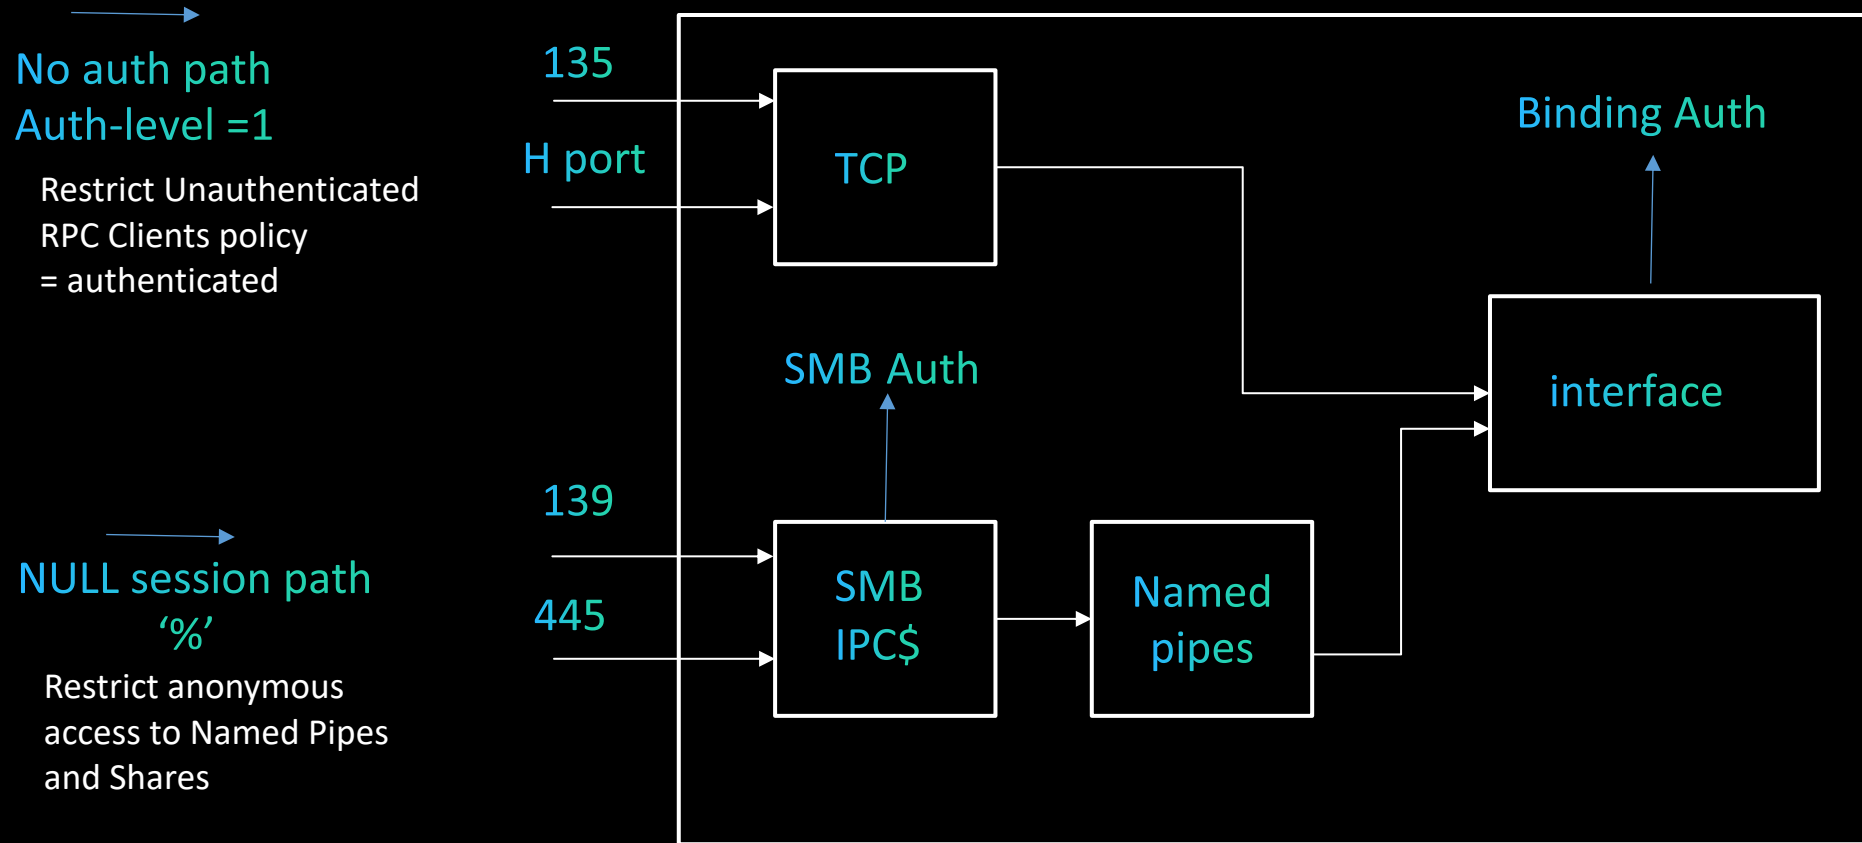 No auth path
Auth-level =1
Restrict Unauthenticated
RPC Clients policy
= authenticated
135
H port
TCP
Binding Auth
interface
SMB Auth
139
445
SMB
IPC$
Named
pipes
NULL session path
‘%’
Restrict anonymous
access to Named Pipes
and Shares